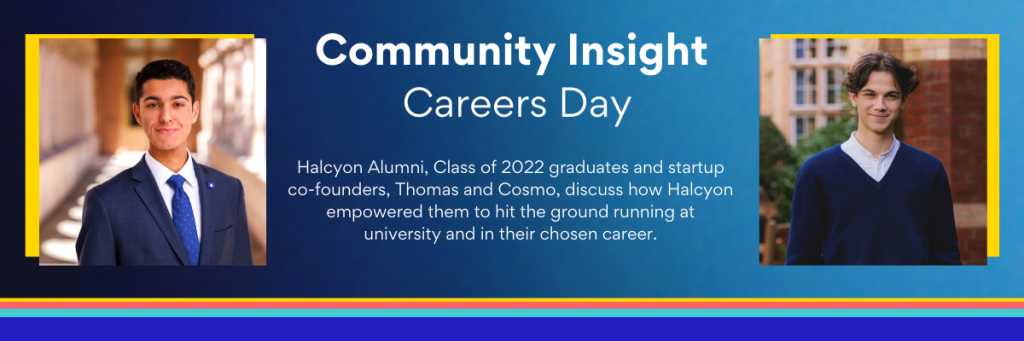 Community Insight
Careers Day
Halcyon Alumni, Class of 2022 graduates and startup
co-founders, Thomas and Cosmo, discuss how Halcyon
empowered them to hit the ground running at
university and in their chosen career.